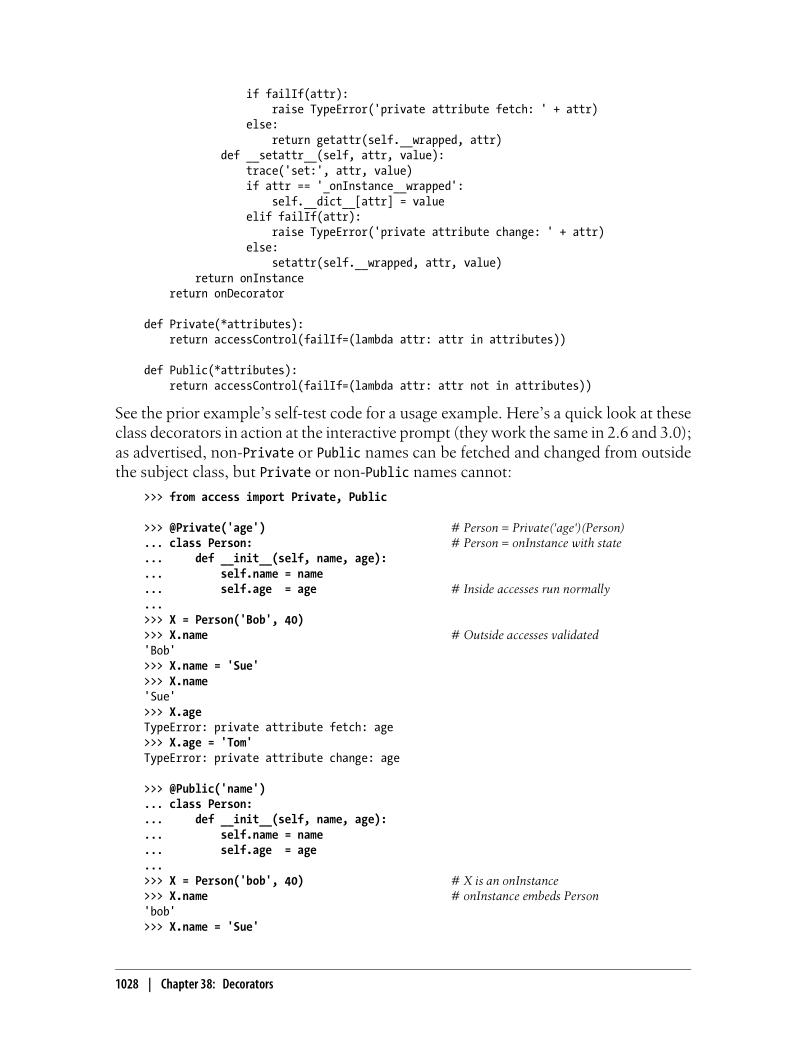 if failIf(attr):
                    raise TypeError('private attribute fetch: ' + attr)
                else:
                    return getattr(self.__wrapped, attr)
            def __setattr__(self, attr, value):
                trace('set:', attr, value)
                if attr == '_onInstance__wrapped':
                    self.__dict__[attr] = value
                elif failIf(attr):
                    raise TypeError('private attribute change: ' + attr)
                else:
                    setattr(self.__wrapped, attr, value)
        return onInstance
    return onDecorator

def Private(*attributes):
    return accessControl(failIf=(lambda attr: attr in attributes))

def Public(*attributes):
    return accessControl(failIf=(lambda attr: attr not in attributes))
See the prior example’s self-test code for a usage example. Here’s a quick look at these
class decorators in action at the interactive prompt (they work the same in 2.6 and 3.0);
as advertised, non-Private or Public names can be fetched and changed from outside
the subject class, but Private or non-Public names cannot:
>>> from access import Private, Public

>>> @Private('age')                             # Person = Private('age')(Person)
... class Person:                               # Person = onInstance with state
...     def __init__(self, name, age):
...         self.name = name
...         self.age  = age                     # Inside accesses run normally
...
>>> X = Person('Bob', 40)
>>> X.name                                      # Outside accesses validated
'Bob'
>>> X.name = 'Sue'
>>> X.name
'Sue'
>>> X.age
TypeError: private attribute fetch: age
>>> X.age = 'Tom'
TypeError: private attribute change: age

>>> @Public('name')
... class Person:
...     def __init__(self, name, age):
...         self.name = name
...         self.age  = age
...
>>> X = Person('bob', 40)                       # X is an onInstance
>>> X.name                                      # onInstance embeds Person
'bob'
>>> X.name = 'Sue'
1028 | Chapter 38: Decorators